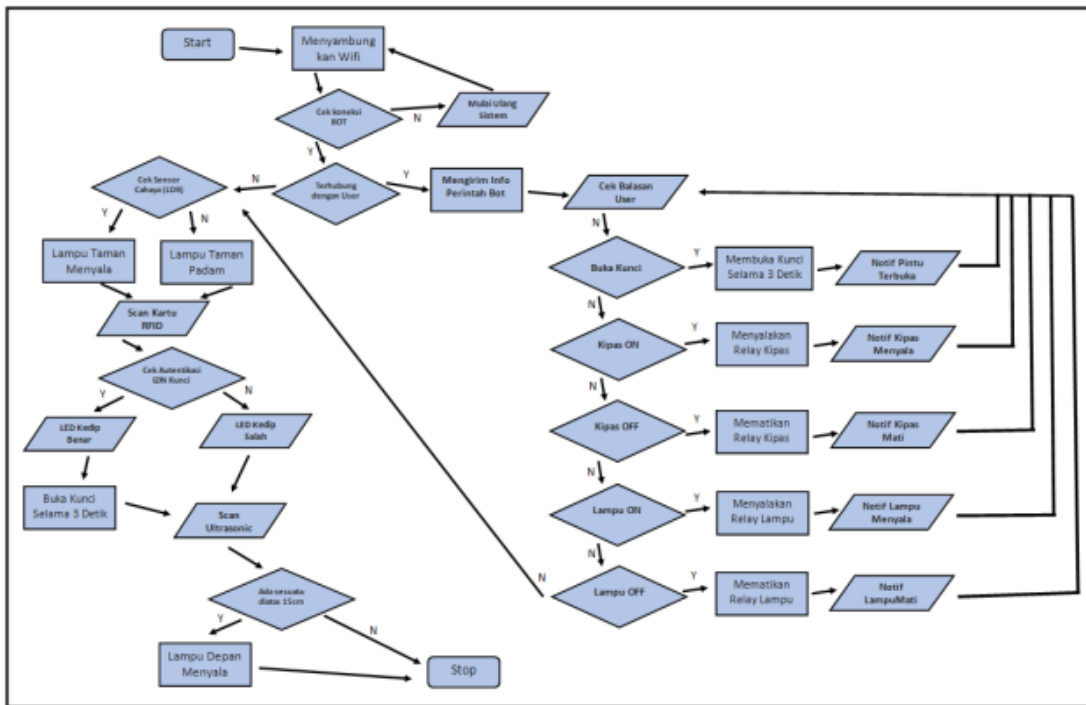 Start
Menyambung
kan Wifi
Cek koneksi
BOT
N
Mulai Ulang
Sistem
Y
Terhubung
dengan User
N
Y
Mengirim Info
Perintah Bot
Cek Balasan
User
Cek Sensor
Cahaya (LDR)
Y
N
Lampu Taman
Menyala
Lampu Taman
Padam
Scan Kartu
RFID
Cek Autentikasi
IZIN Kunci
Y
N
LED Kedip
Benar
LED Kedip
Salah
Buka Kunci
Selama 3 Detik
Scan
Ultrasonic
Ada sesuatu
diatas 15cm
Y
N
Lampu Depan
Menyala
Stop
N
Buka Kunci
Y
Membuka Kunci
Selama 3 Detik
Notif Pintu
Terbuka
N
Kipas ON
Y
Menyalakan
Relay Kipas
Notif Kipas
Menyala
N
Kipas OFF
Y
Mematikan
Relay Kipas
Notif Kipas
Mati
N
Lampu ON
Y
Menyalakan
Relay Lampu
Notif Lampu
Menyala
N
Lampu OFF
N
Y
Mematikan
Relay Lampu
Notif
LampuMati